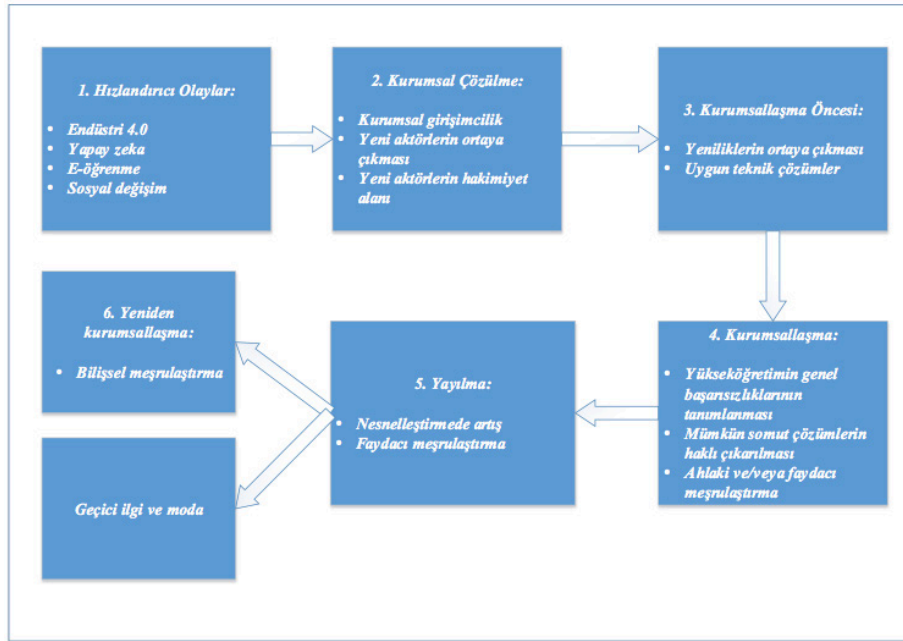 1. Hızlandırıcı Olaylar:
• Endüstri 4.0
• Yapay zeka
• E-öğrenme
• Sosyal değişim
2. Kurumsal Çözülme:
• Kurumsal girişimcilik
• Yeni aktörlerin ortaya
çıkması
• Yeni aktörlerin hakimiyet
alanı
3. Kurumsallaşma Öncesi:
• Yeniliklerin ortaya çıkması
• Uygun teknik çözümler
4. Kurumsallaşma:
• Yükseköğretimin genel
başarısızlıklarının
tanımlanması
• Mümkün somut çözümlerin
haklı çıkarılması
• Ahlaki ve/veya faydacı
meşrulaştırma
5. Yayılma:
• Nesnelleştirmede artış
• Faydacı meşrulaştırma
6. Yeniden
kurumsallaşma:
• Bilişsel meşrulaştırma
Geçici ilgi ve moda